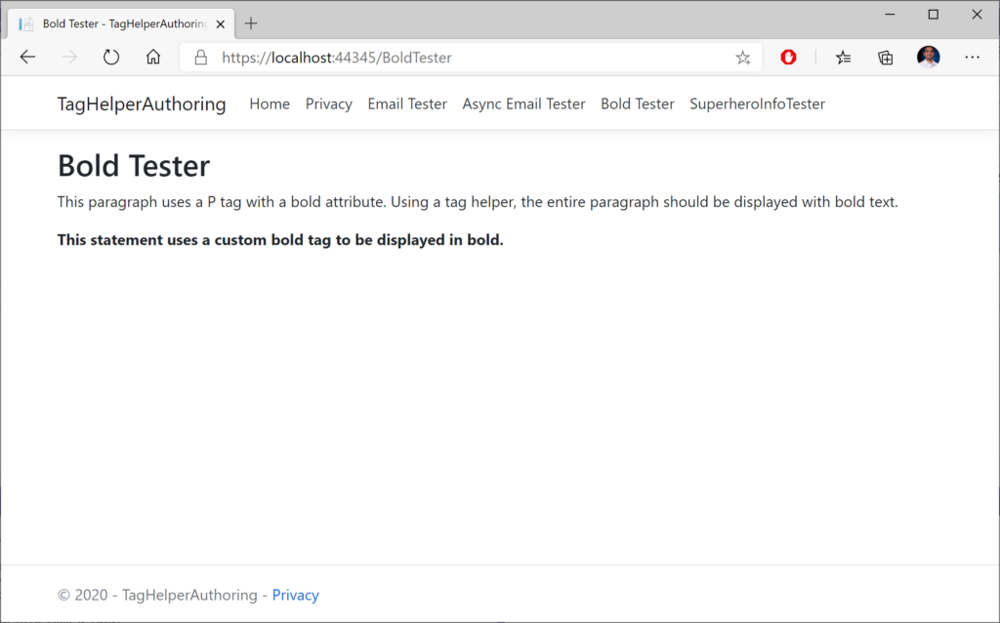 Bold Tester - TagHelperAuthoring
https://localhost:44345/BoldTester
TagHelperAuthoring Home Privacy Email Tester Async Email Tester Bold Tester SuperheroInfoTester
Bold Tester
This paragraph uses a P tag with a bold attribute. Using a tag helper, the entire paragraph should be displayed with bold text.
This statement uses a custom bold tag to be displayed in bold.
© 2020 - TagHelperAuthoring - Privacy